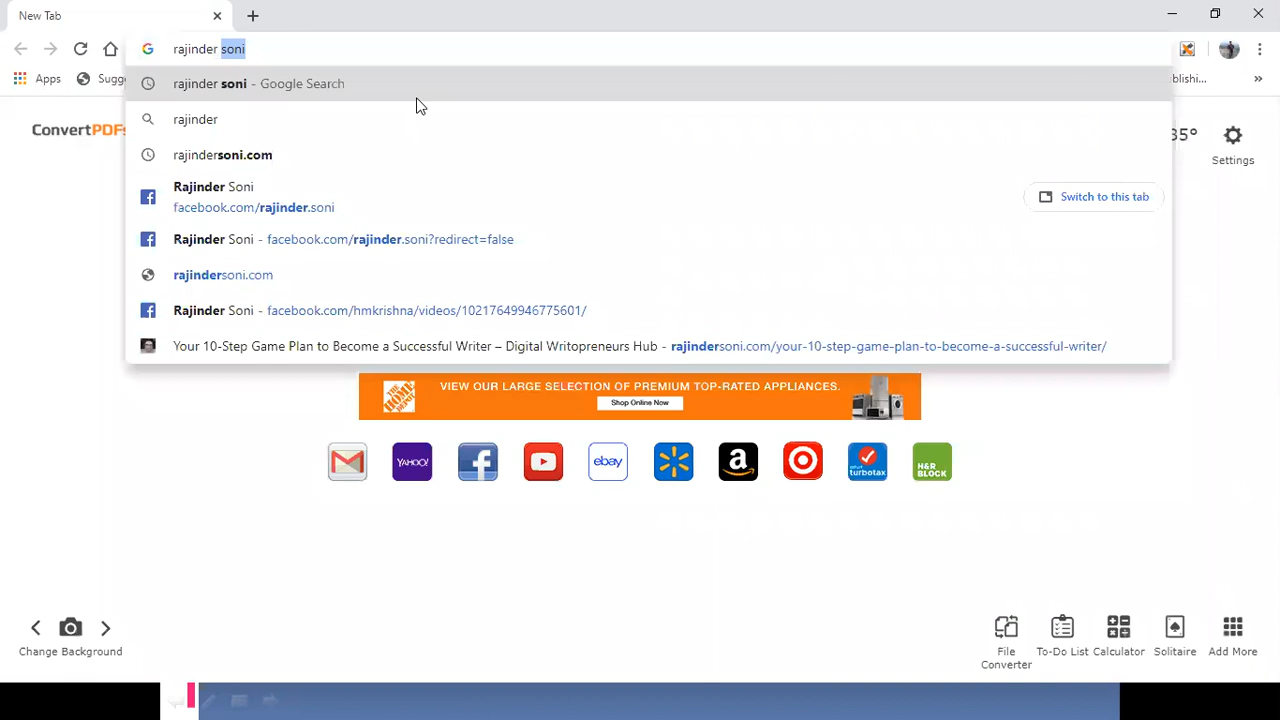 New Tab
rajinder soni
Apps
Sugg
blishi...
»
rajinder soni - Google Search
rajinder
rajindersoni.com
Rajinder Soni
facebook.com/rajinder.soni
Switch to this tab
Rajinder Soni - facebook.com/rajinder.soni?redirect=false
rajindersoni.com
Rajinder Soni - facebook.com/hmkrishna/videos/10217649946775601/
Your 10-Step Game Plan to Become a Successful Writer – Digital Writopreneurs Hub - rajindersoni.com/your-10-step-game-plan-to-become-a-successful-writer/
ConvertPDFs
35°
Settings
VIEW OUR LARGE SELECTION OF PREMIUM TOP-RATED APPLIANCES.
Shop Online Now
YAHOO!
ebay
turbotax
H&R
BLOCK
Change Background
File Converter
To-Do List
Calculator
Solitaire
Add More